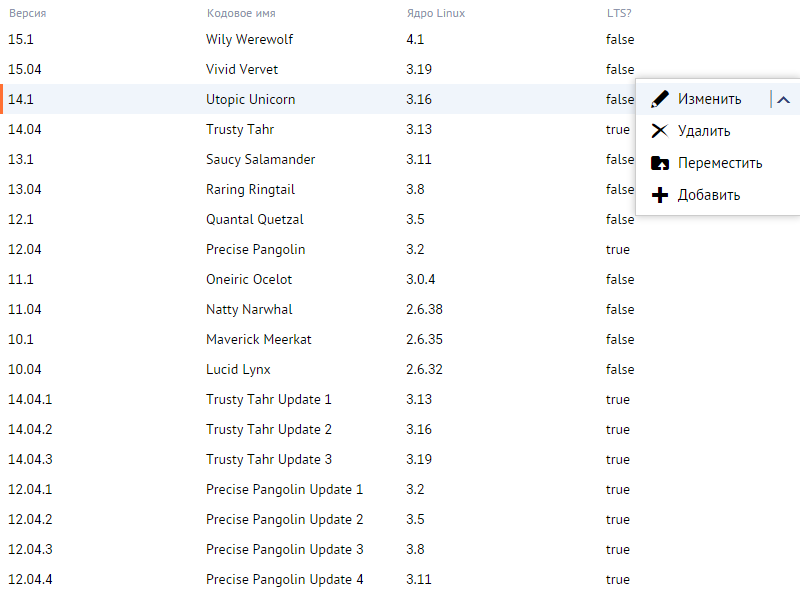 Версия Кодовое имя Ядро Linux LTS?
15.1 Wily Werewolf 4.1 false
15.04 Vivid Vervet 3.19 false
14.1 Utopic Unicorn 3.16 false Изменить
14.04 Trusty Tahr 3.13 true Удалить
13.1 Saucy Salamander 3.11 false Переместить
13.04 Raring Ringtail 3.8 false Добавить
12.1 Quantal Quetzal 3.5 false
12.04 Precise Pangolin 3.2 true
11.1 Oneiric Ocelot 3.0.4 false
11.04 Natty Narwhal 2.6.38 false
10.1 Maverick Meerkat 2.6.35 false
10.04 Lucid Lynx 2.6.32 false
14.04.1 Trusty Tahr Update 1 3.13 true
14.04.2 Trusty Tahr Update 2 3.16 true
14.04.3 Trusty Tahr Update 3 3.19 true
12.04.1 Precise Pangolin Update 1 3.2 true
12.04.2 Precise Pangolin Update 2 3.5 true
12.04.3 Precise Pangolin Update 3 3.8 true
12.04.4 Precise Pangolin Update 4 3.11 true